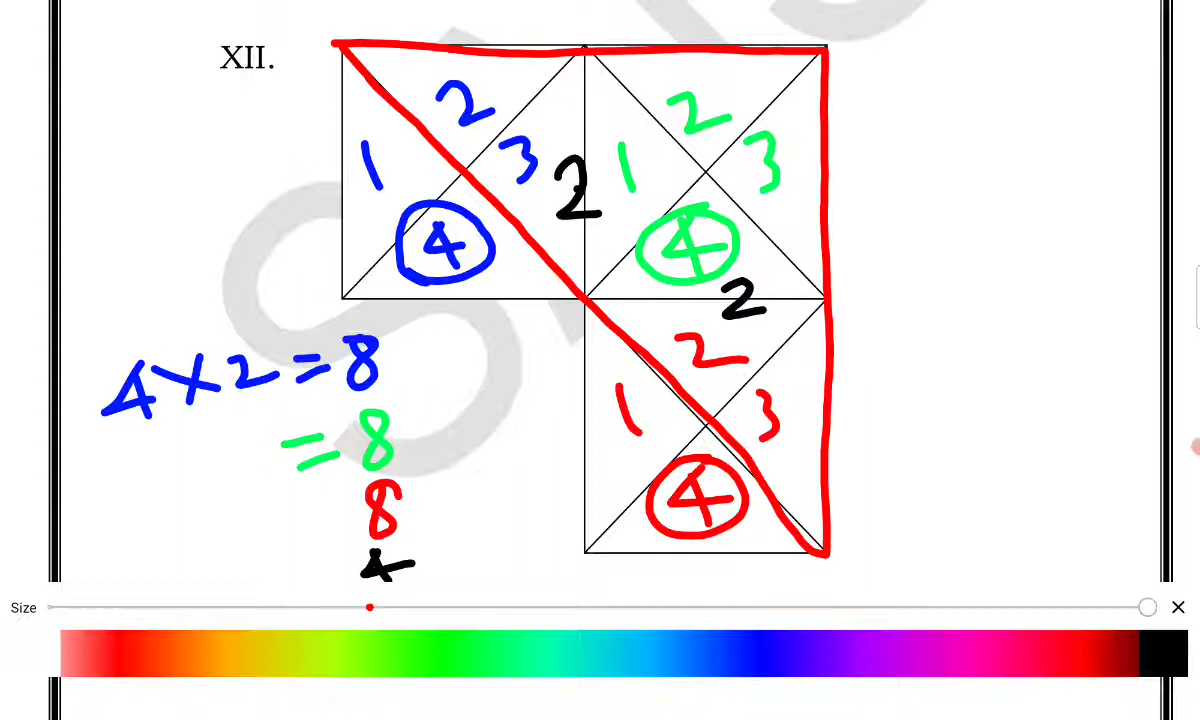 XII.
2 2
1 3 2 1 3
4 4
2
4 x 2 = 8 2
= 8 1 3
8 4
4
Size